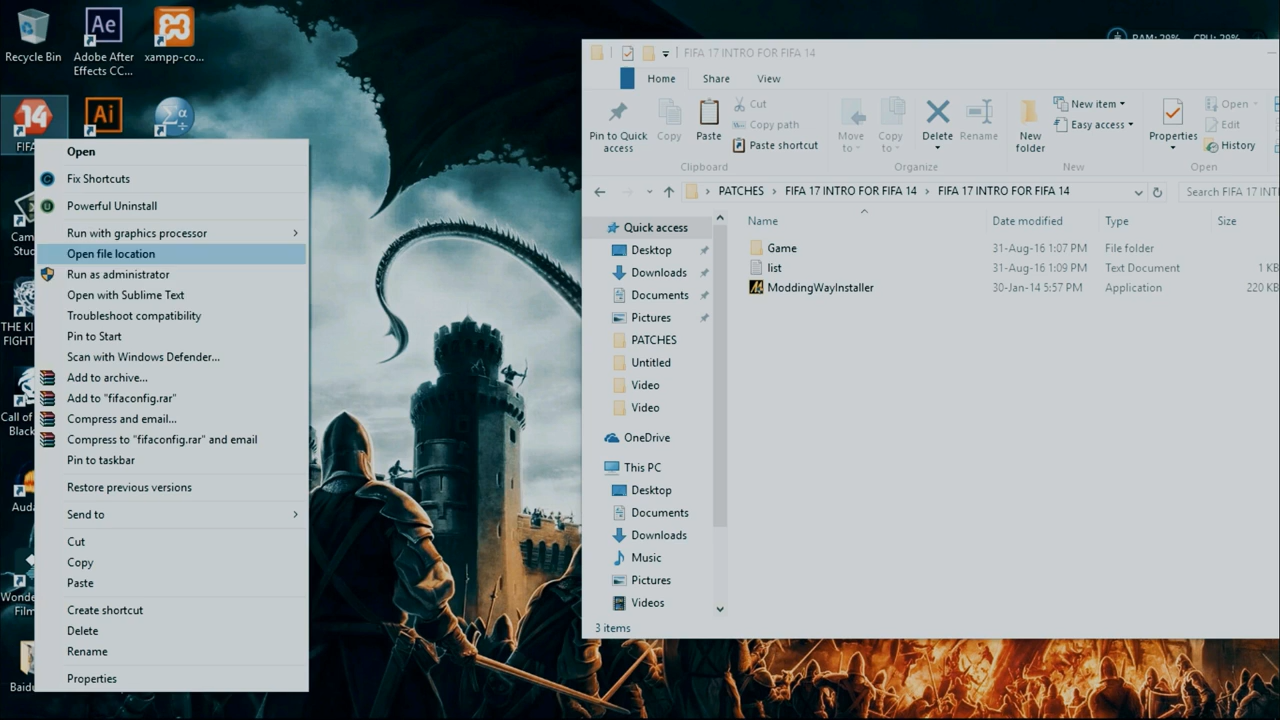 Recycle Bin
Adobe After
Effects CC...
xampp-co...
14
FIFA
Ai
Open
Fix Shortcuts
Powerful Uninstall
Run with graphics processor
Open file location
Run as administrator
Open with Sublime Text
Troubleshoot compatibility
Pin to Start
Scan with Windows Defender...
Add to archive...
Add to "fifaconfig.rar"
Compress and email...
Compress to "fifaconfig.rar" and email
Pin to taskbar
Restore previous versions
Send to
Cut
Copy
Paste
Create shortcut
Delete
Rename
Properties
Cam
Stud
THE KI
FIGHT
Call of
Black
Auda
Wonde
Film
Baidu
RAM: 29% CPU: 29%
FIFA 17 INTRO FOR FIFA 14
Home Share View
Pin to Quick
access
Copy
Paste
Cut
Copy path
Paste shortcut
Clipboard
Move
to
Copy
to
Delete
Rename
Organize
New
folder
New item
Easy access
New
Properties
Open
Edit
History
Open
PATCHES > FIFA 17 INTRO FOR FIFA 14 > FIFA 17 INTRO FOR FIFA 14
Search FIFA 17 INT
Quick access
Desktop
Downloads
Documents
Pictures
PATCHES
Untitled
Video
Video
OneDrive
This PC
Desktop
Documents
Downloads
Music
Pictures
Videos
Name Date modified Type Size
Game 31-Aug-16 1:07 PM File folder
list 31-Aug-16 1:09 PM Text Document 1 KB
ModdingWayInstaller 30-Jan-14 5:57 PM Application 220 KB
3 items